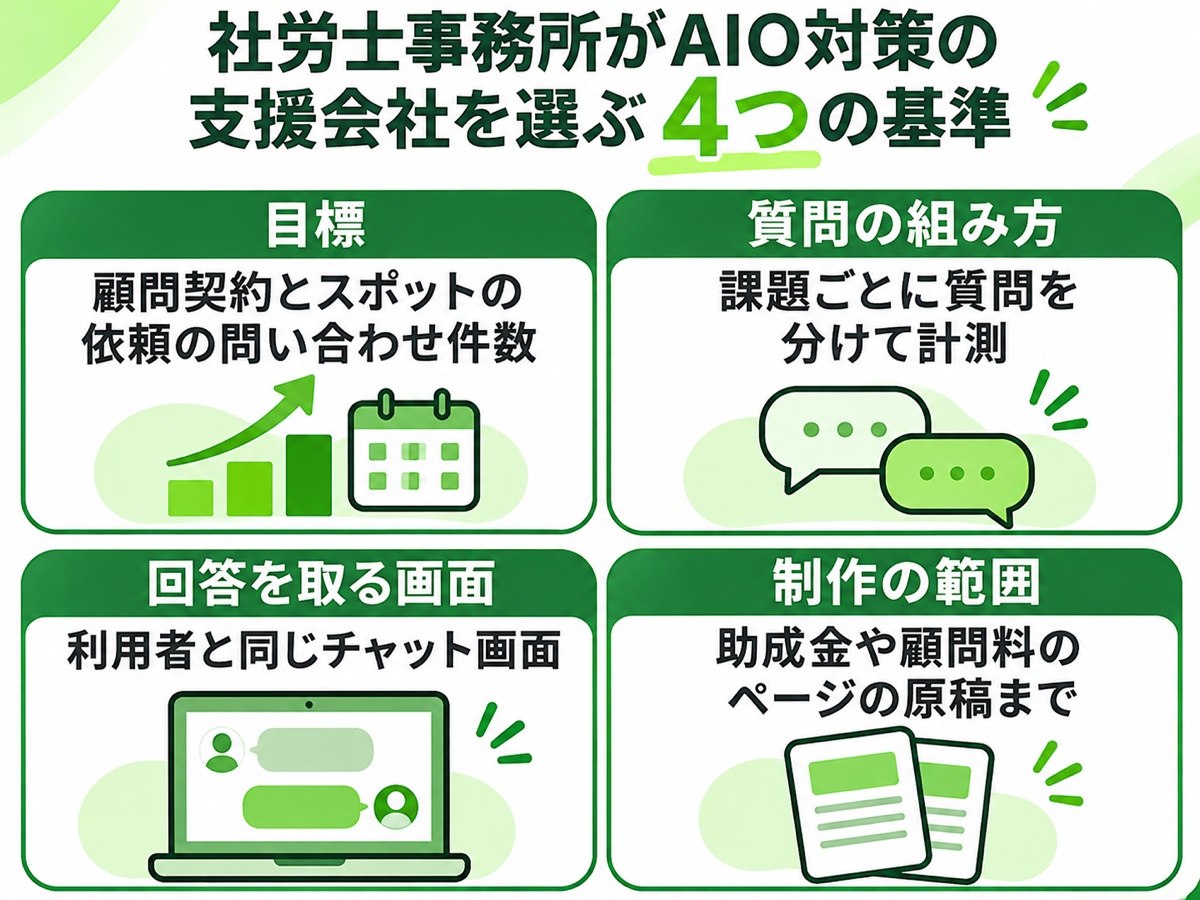 社労士事務所がAIO対策の
支援会社を選ぶ4つの基準
目標
顧問契約とスポットの
依頼の問い合わせ件数
質問の組み方
課題ごとに質問を
分けて計測
回答を取る画面
利用者と同じチャット画面
制作の範囲
助成金や顧問料の
ページの原稿まで